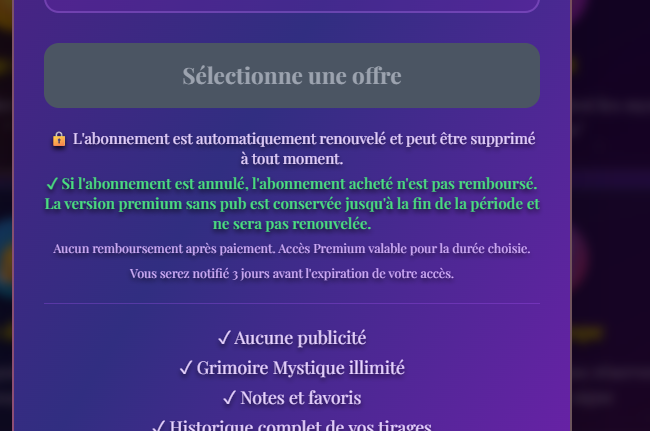 Sélectionne une offre
🔒 L'abonnement est automatiquement renouvelé et peut être supprimé
à tout moment.
✓ Si l'abonnement est annulé, l'abonnement acheté n'est pas remboursé.
La version premium sans pub est conservée jusqu'à la fin de la période et
ne sera pas renouvelée.
Aucun remboursement après paiement. Accès Premium valable pour la durée choisie.
Vous serez notifié 3 jours avant l'expiration de votre accès.
✓ Aucune publicité
✓ Grimoire Mystique illimité
✓ Notes et favoris
✓ Historique complet de vos tirages